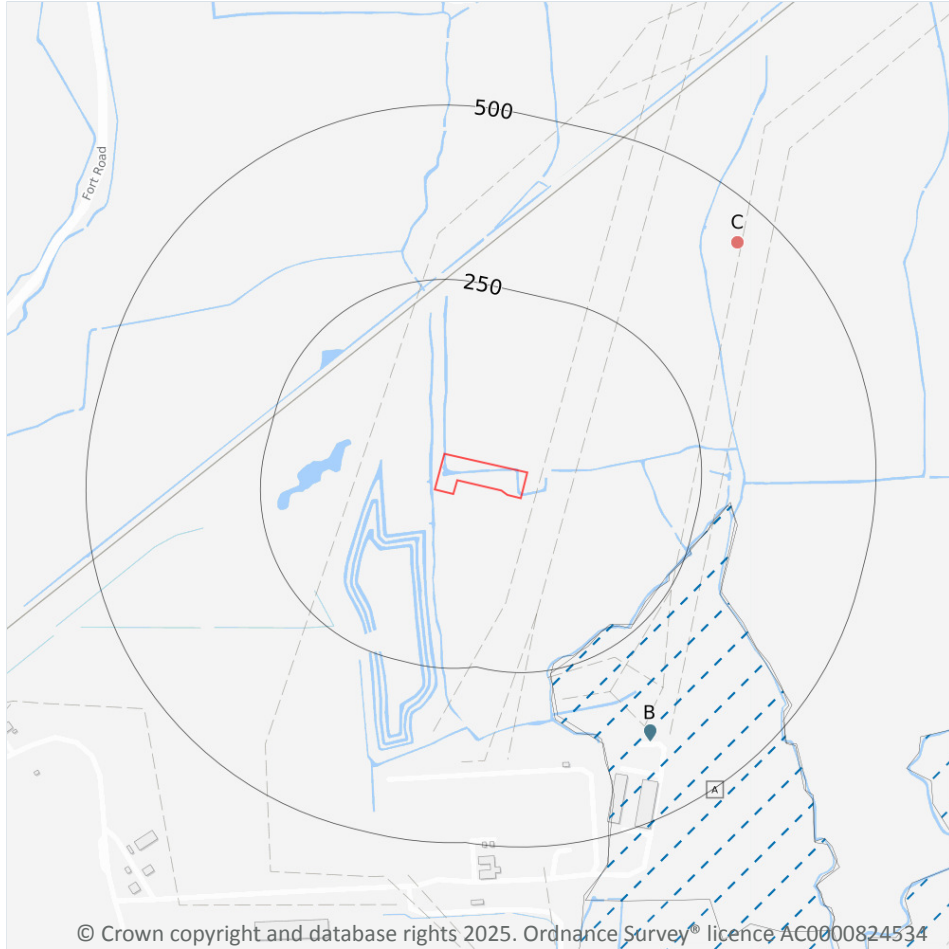 500
Fort Road
C
250
B
A
© Crown copyright and database rights 2025. Ordnance Survey® licence AC0000824534